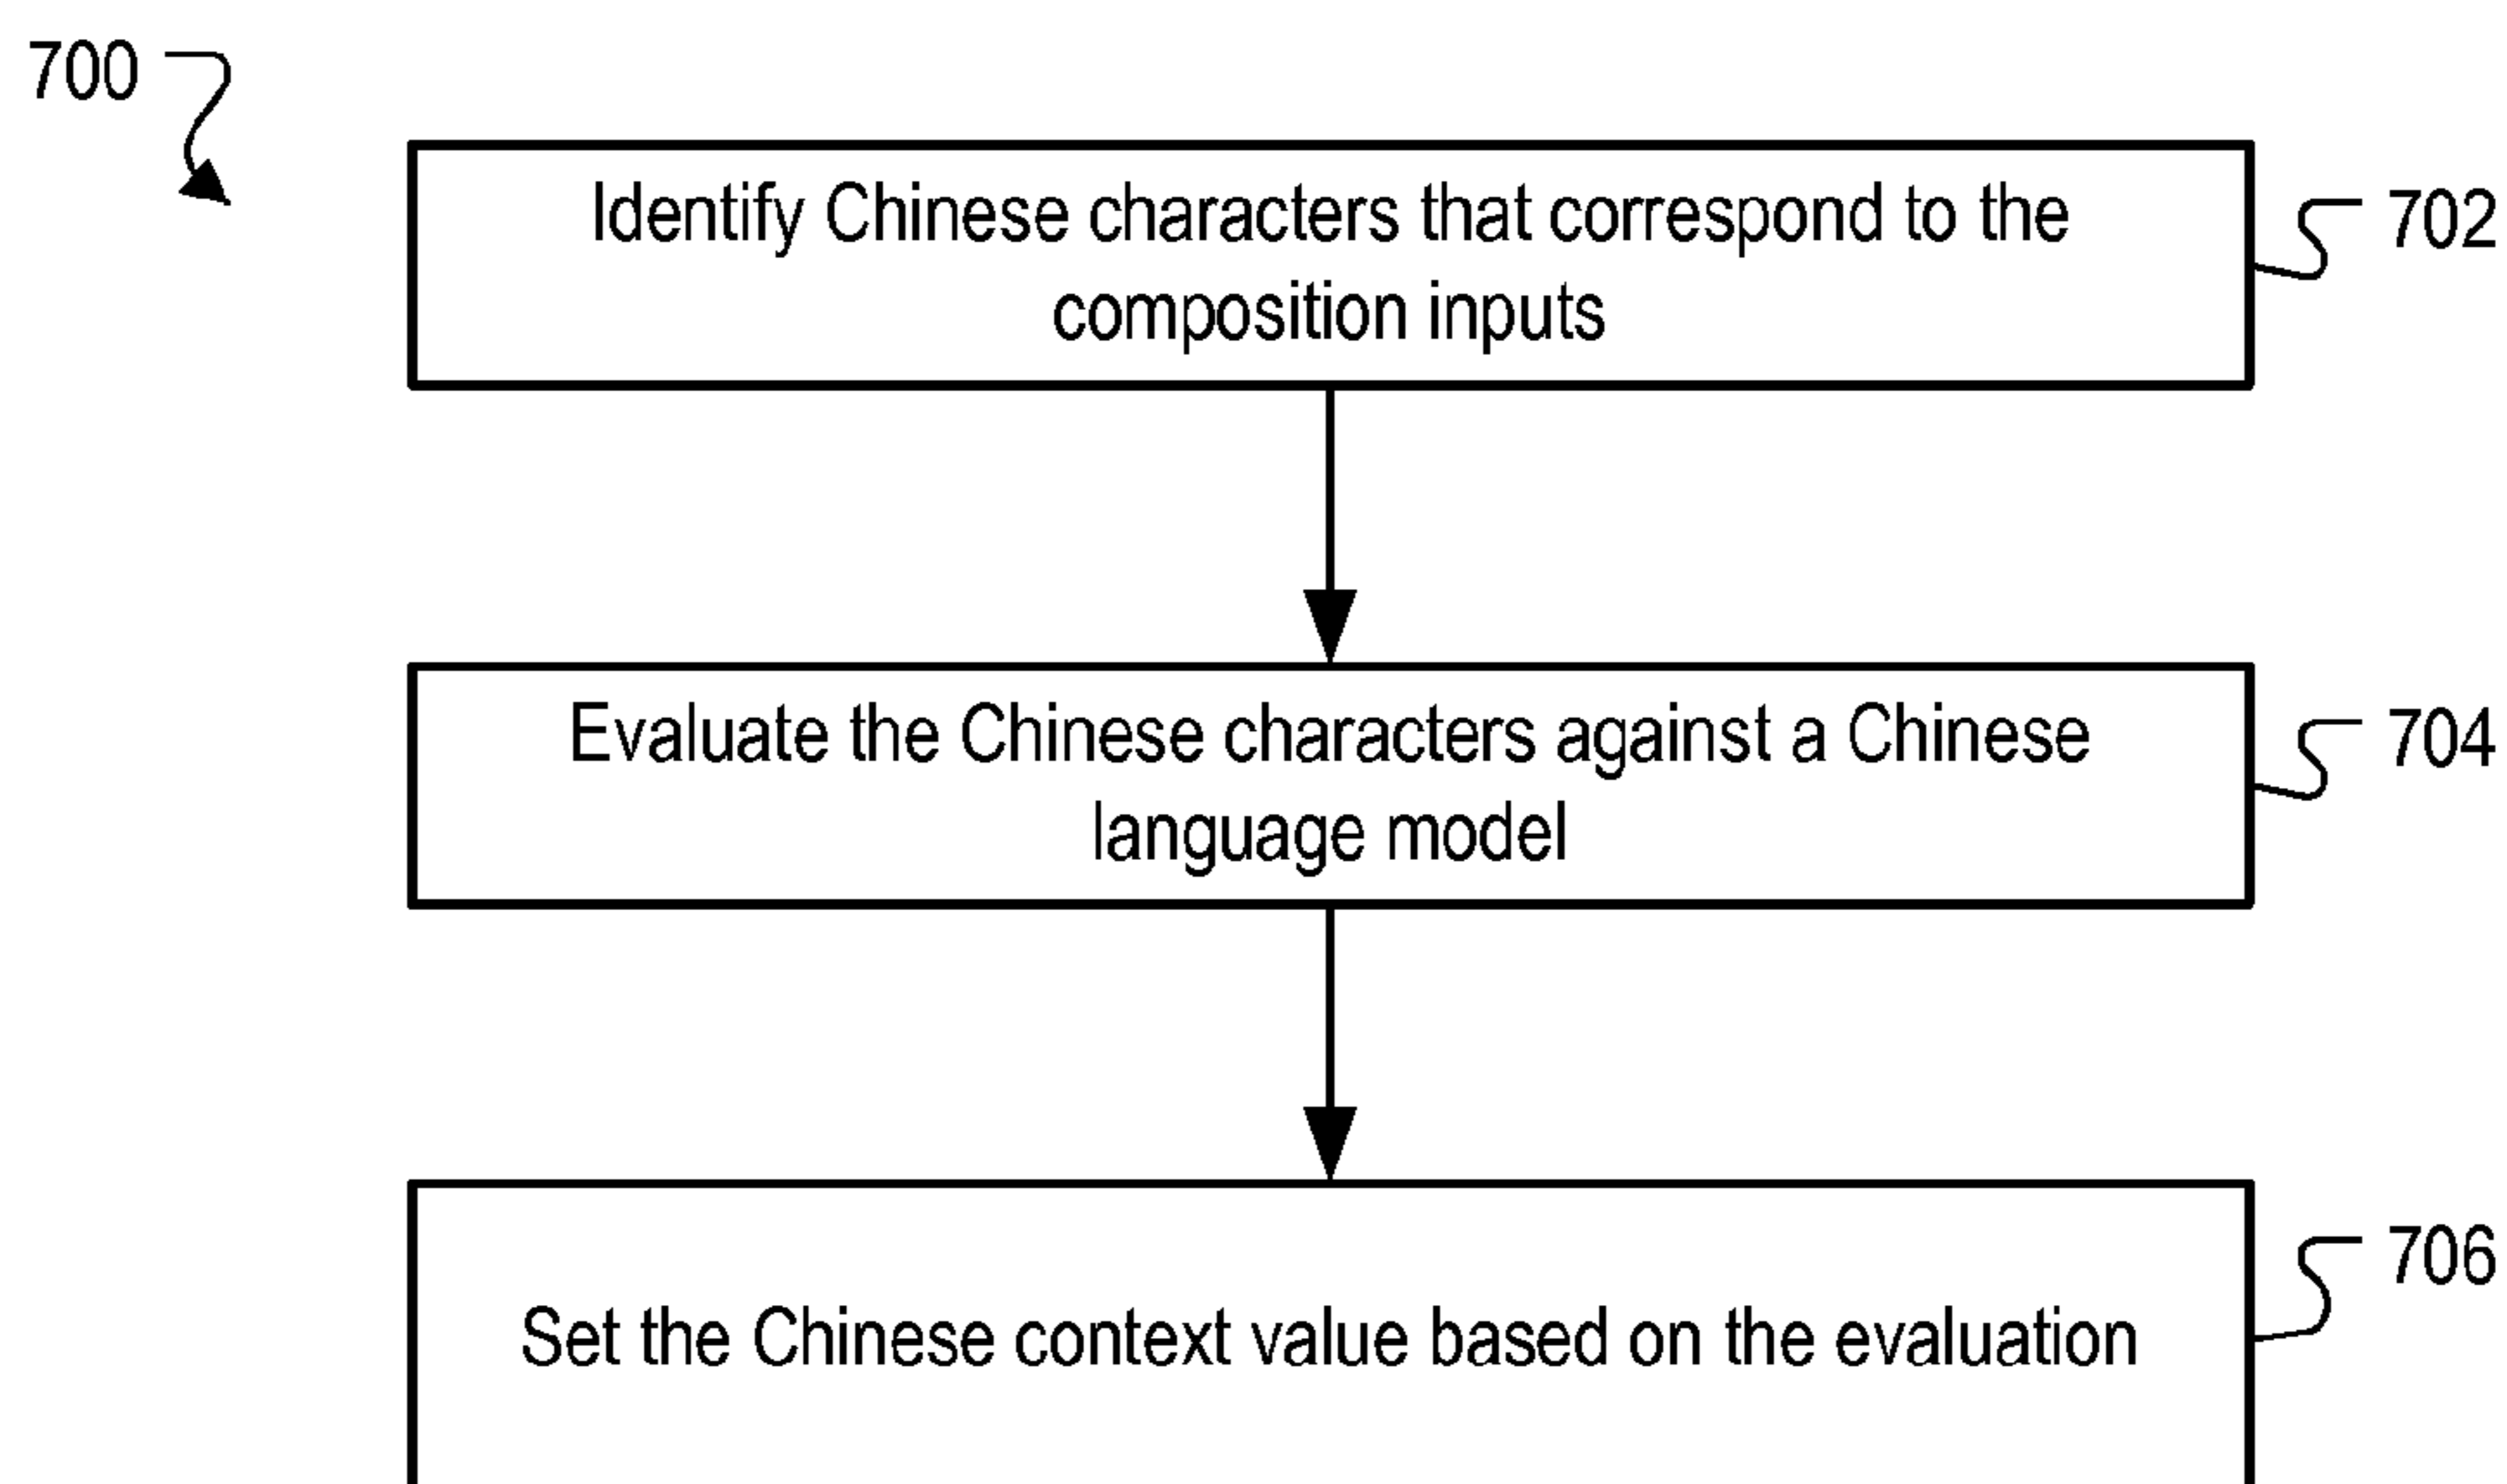 700
Identify Chinese characters that correspond to the
composition inputs
702
Evaluate the Chinese characters against a Chinese
language model
704
Set the Chinese context value based on the evaluation
706